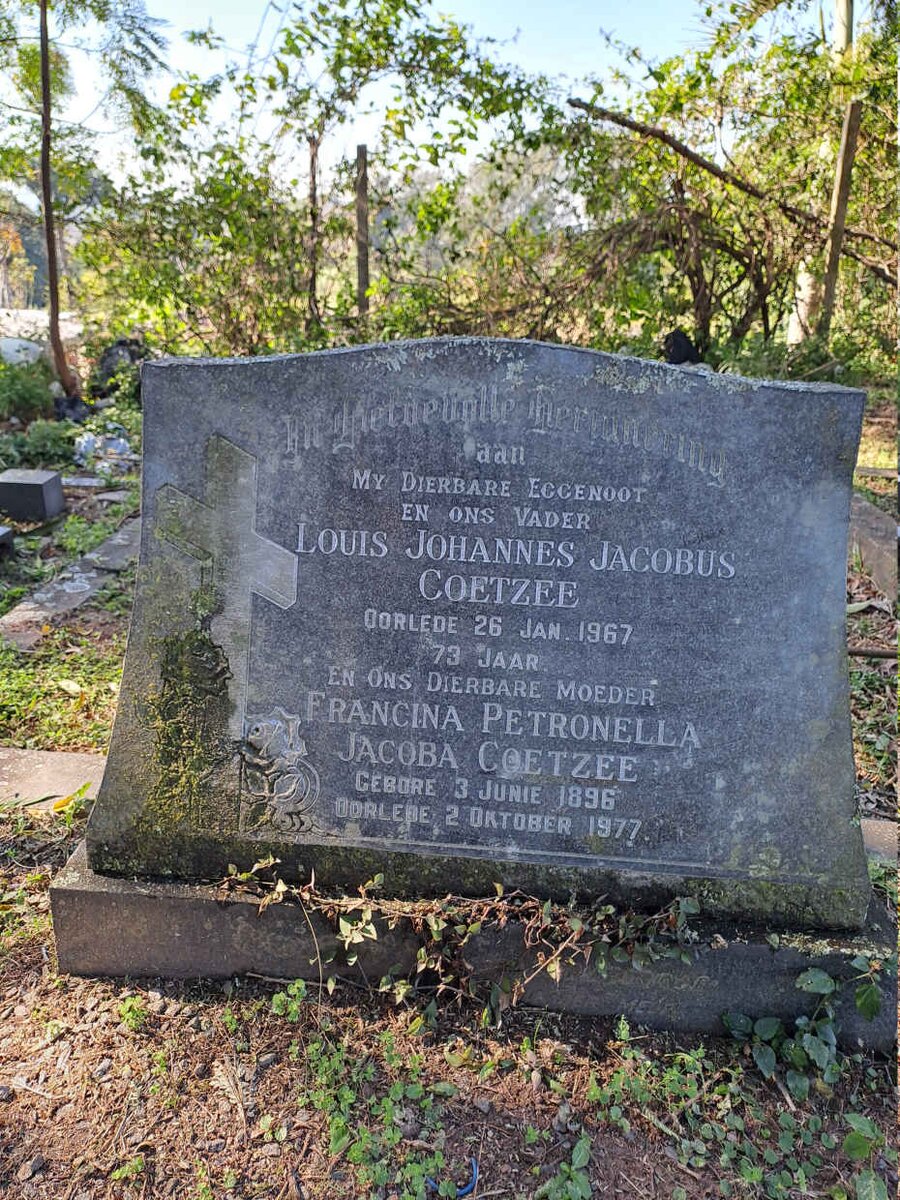 In Liefdevolle Herinnering
aan
My Dierbare Eggenoot
en ons Vader
Louis Johannes Jacobus
Coetzee
Oorlede 26 Jan. 1967
73 Jaar
En Ons Dierbare Moeder
Francina Petronella
Jacoba Coetzee
Gebore 3 Junie 1896
Oorlede 2 Oktober 1977